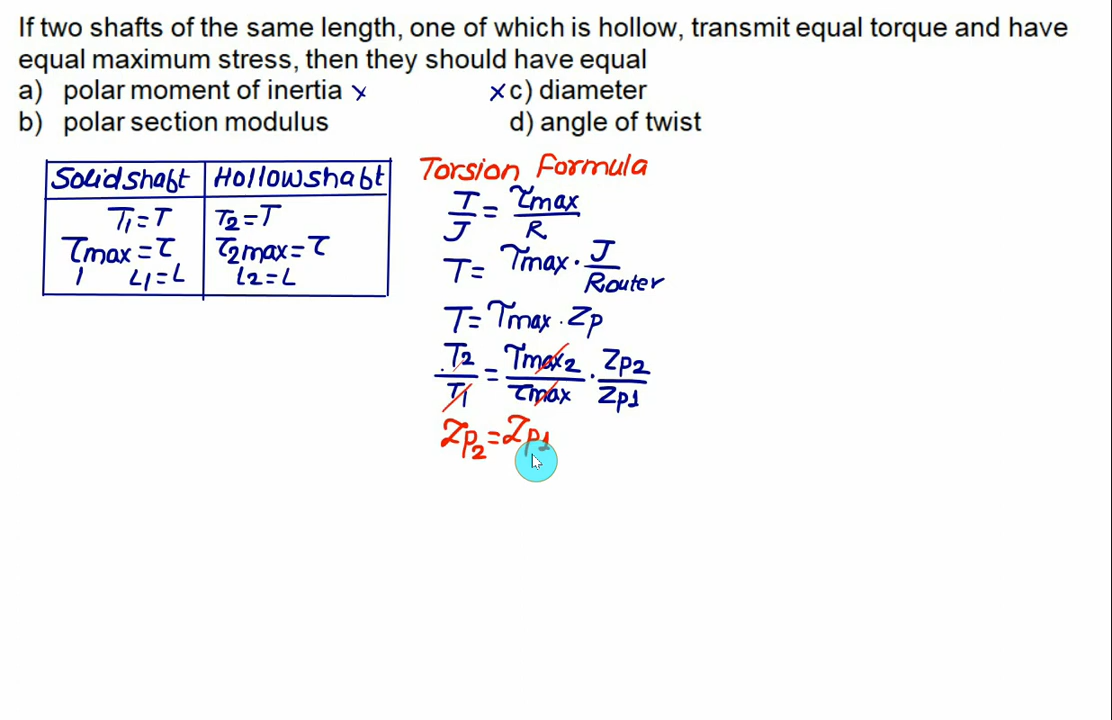 If two shafts of the same length, one of which is hollow, transmit equal torque and have
equal maximum stress, then they should have equal
a) polar moment of inertia x
x c) diameter
b) polar section modulus
d) angle of twist
Solid shaft Hollow shaft
T1 = T T2 = T
τmax 1 = τ τ2max = τ
L1 = L L2 = L
Torsion Formula
T/J = τmax/R
T = τmax · J/Router
T = τmax · Zp
T2/T1 = τmax2/τmax · Zp2/Zp1
Zp2 = Zp1